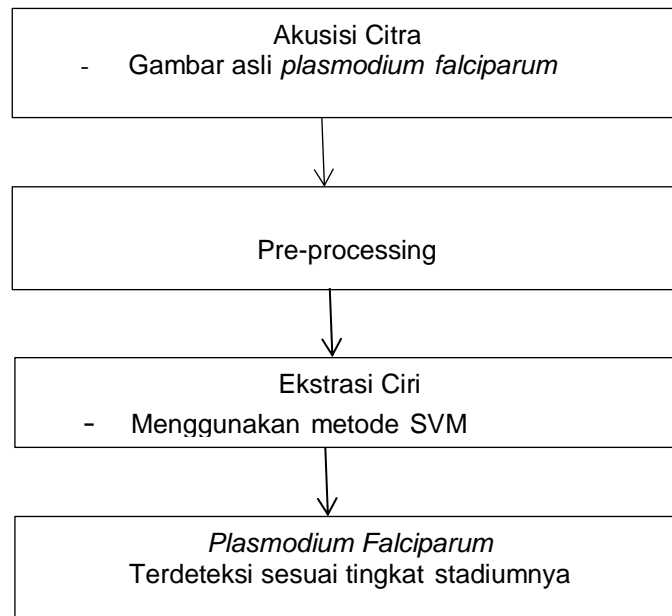 Akusisi Citra
- Gambar asli plasmodium falciparum
Pre-processing
Ekstrasi Ciri
- Menggunakan metode SVM
Plasmodium Falciparum
Terdeteksi sesuai tingkat stadiumnya